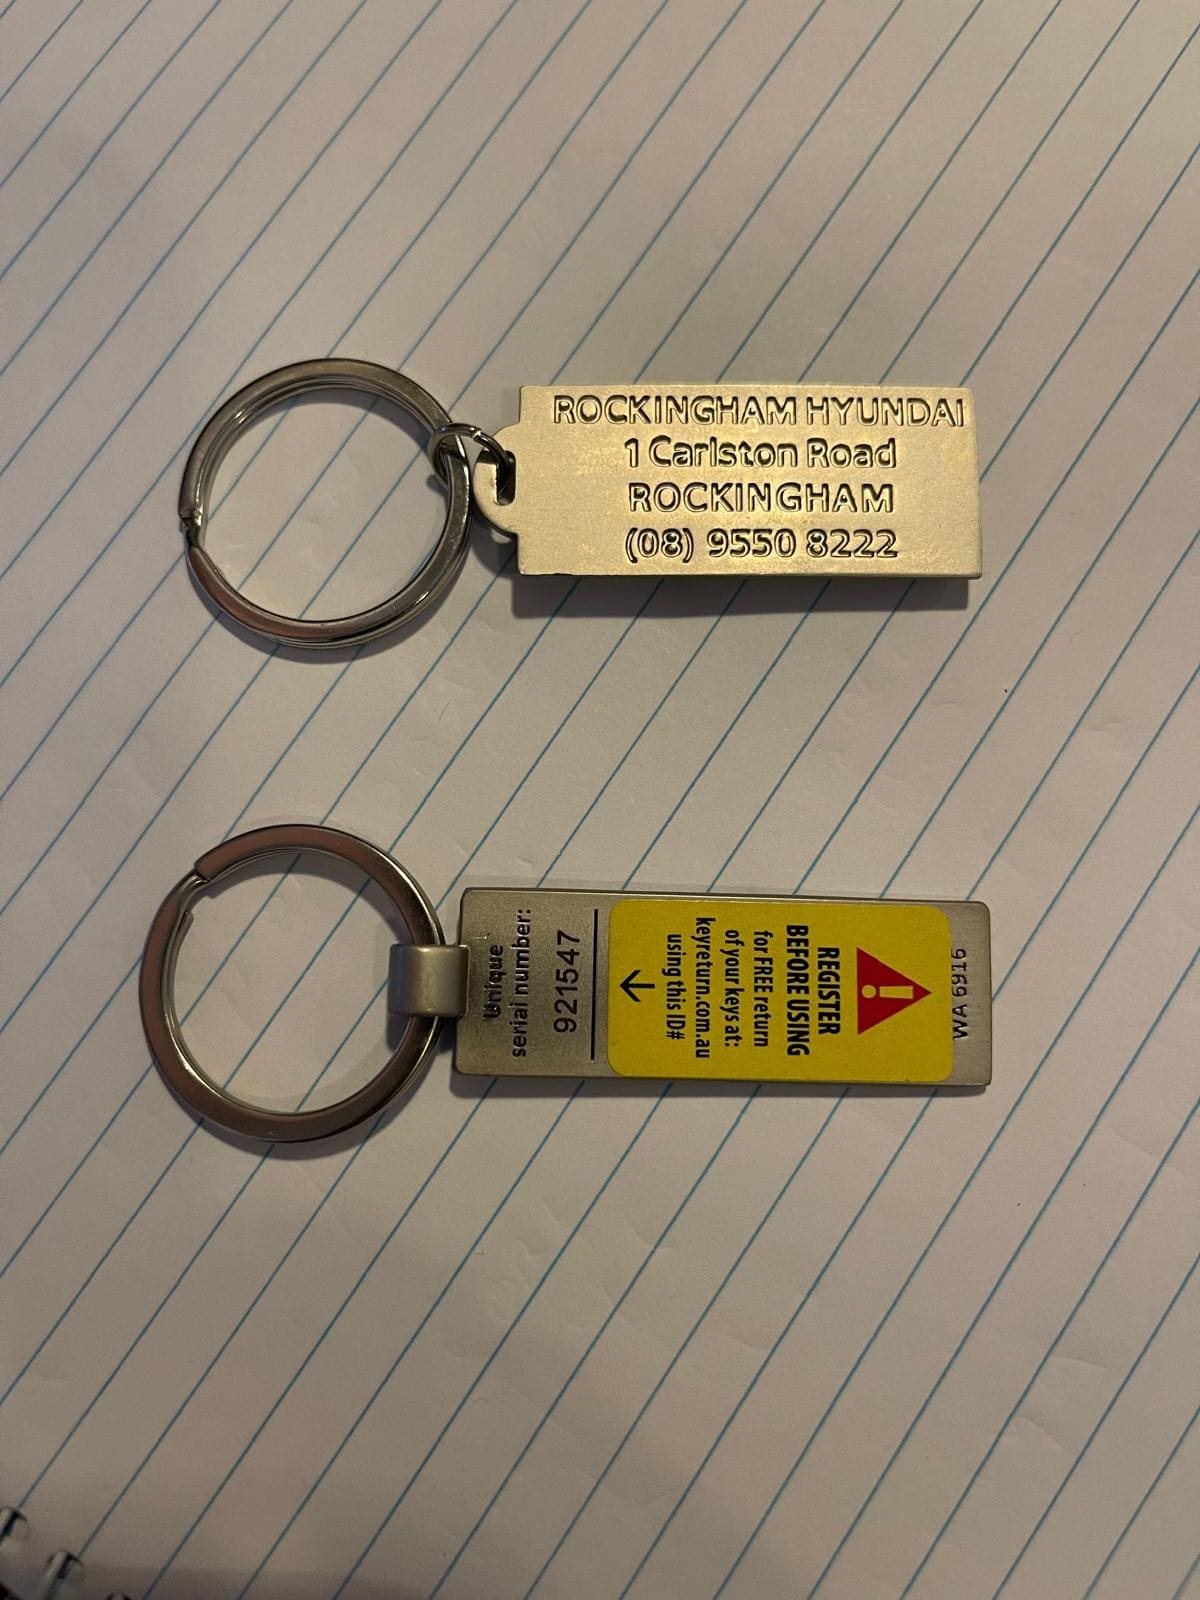 ROCKINGHAM HYUNDAI
1 Carlston Road
ROCKINGHAM
(08) 9550 8222
Unique
serial number:
921547
REGISTER
BEFORE USING
for FREE return
of your keys at:
keyreturn.com.au
using this ID#
WA 6916